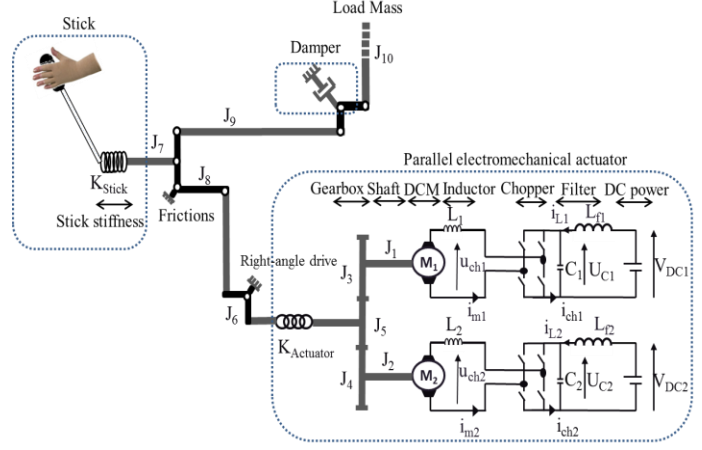 Stick
Load Mass
Damper
J10
J9
J7
J8
KStick
Stick stiffness
Frictions
Parallel electromechanical actuator
Gearbox Shaft DCM Inductor Chopper Filter DC power
L1
iL1
Lf1
J1
M1
uch1
C1
UC1
VDC1
J3
im1
ich1
Right-angle drive
J6
J5
KActuator
L2
iL2
Lf2
J2
J4
M2
uch2
C2
UC2
VDC2
im2
ich2